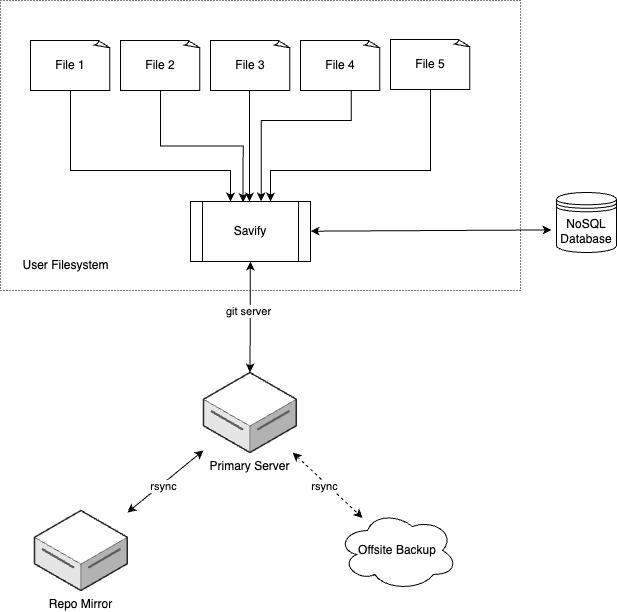 File 1
File 2
File 3
File 4
File 5
Savify
NoSQL
Database
User Filesystem
git server
Primary Server
rsync
rsync
Offsite Backup
Repo Mirror